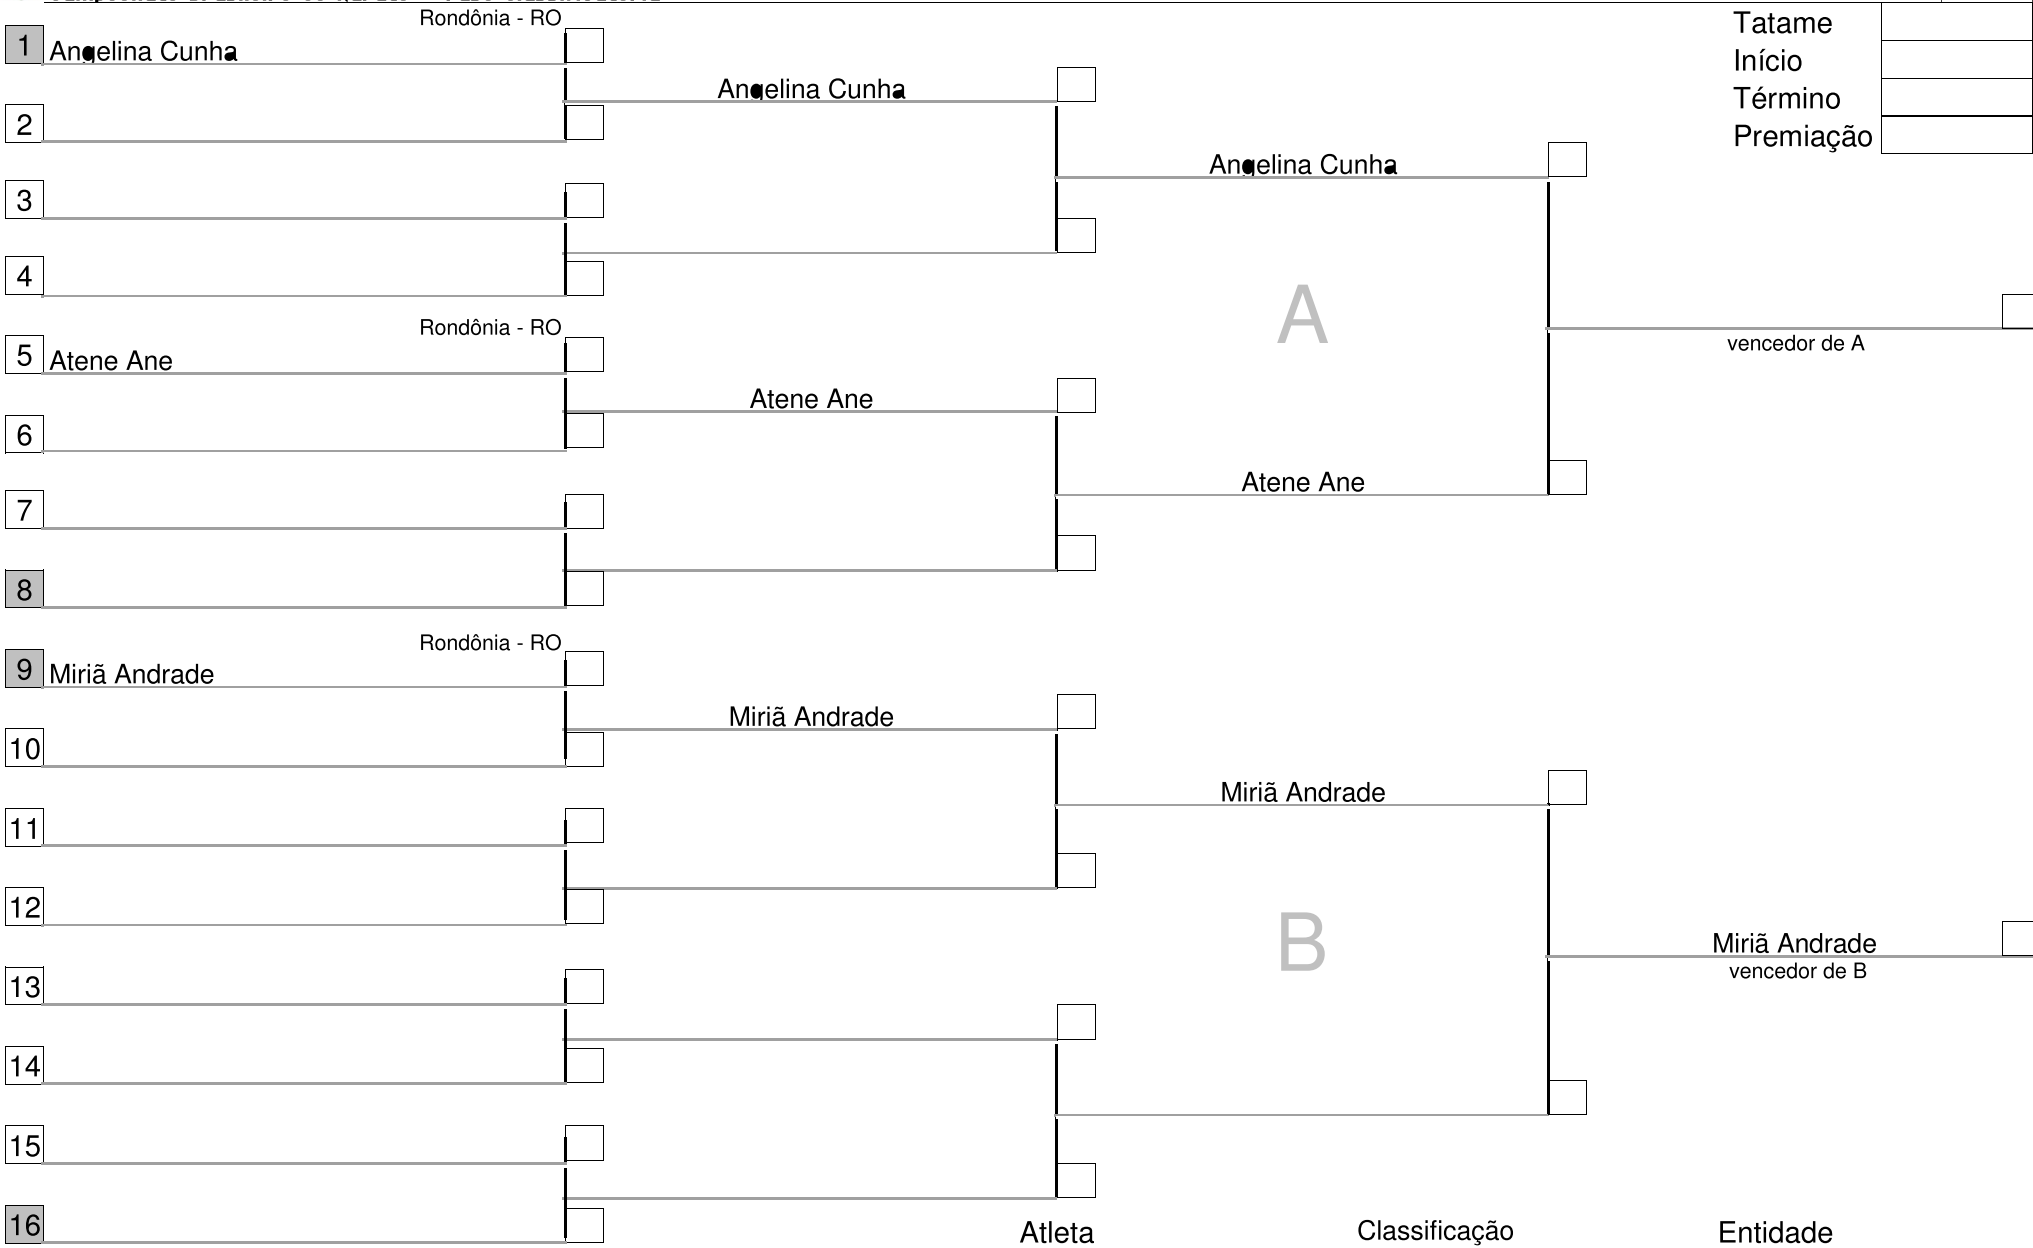 Rondônia - RO
1 Angelina Cunha
Tatame
Início
Término
Premiação
Angelina Cunha
2
Angelina Cunha
3
4
A
Rondônia - RO
5 Atene Ane
vencedor de A
Atene Ane
6
Atene Ane
7
8
Rondônia - RO
9 Miriã Andrade
Miriã Andrade
10
Miriã Andrade
11
12
B
Miriã Andrade
vencedor de B
13
14
15
16
Atleta Classificação Entidade